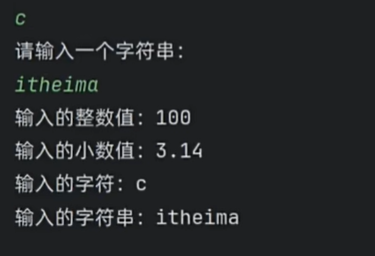 c
请输入一个字符串：
itheima
输入的整数值：100
输入的小数值：3.14
输入的字符：c
输入的字符串：itheima